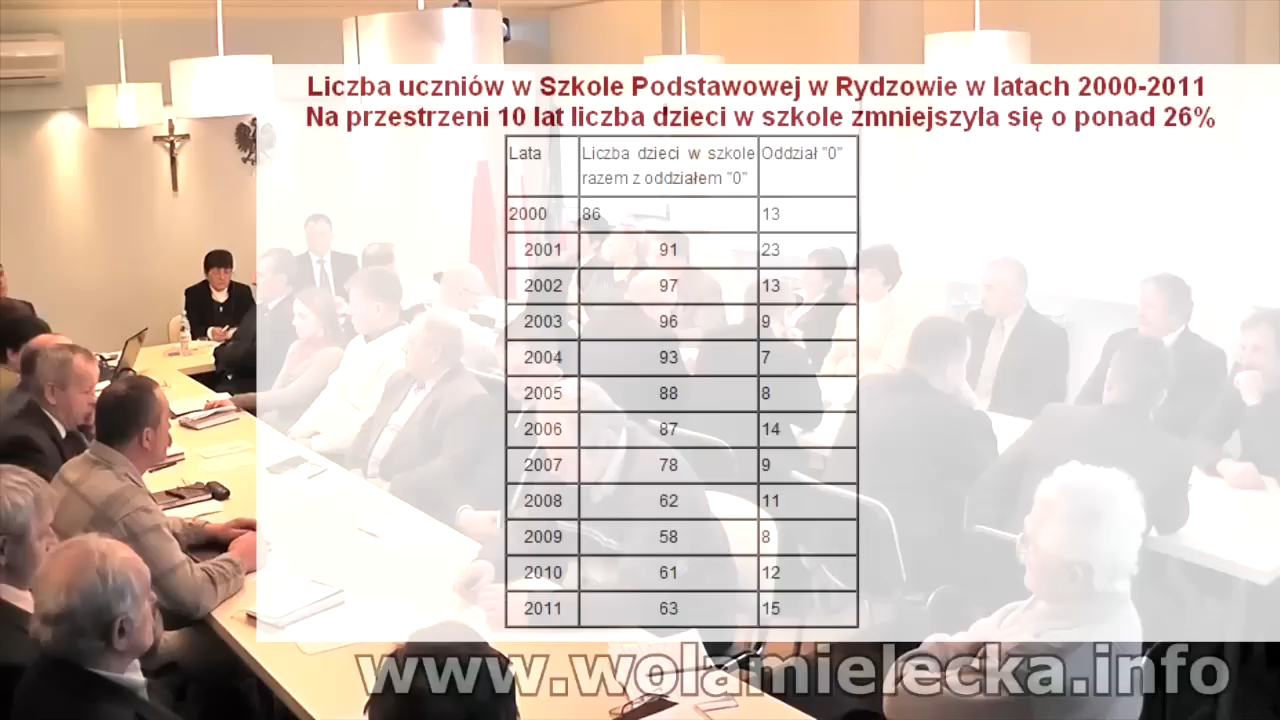 Liczba uczniów w Szkole Podstawowej w Rydzowie w latach 2000-2011
Na przestrzeni 10 lat liczba dzieci w szkole zmniejszyla się o ponad 26%
Lata Liczba dzieci w szkole razem z oddziałem "0" Oddział "0"
2000 86 13
2001 91 23
2002 97 13
2003 96 9
2004 93 7
2005 88 8
2006 87 14
2007 78 9
2008 62 11
2009 58 8
2010 61 12
2011 63 15
www.wolamielecka.info